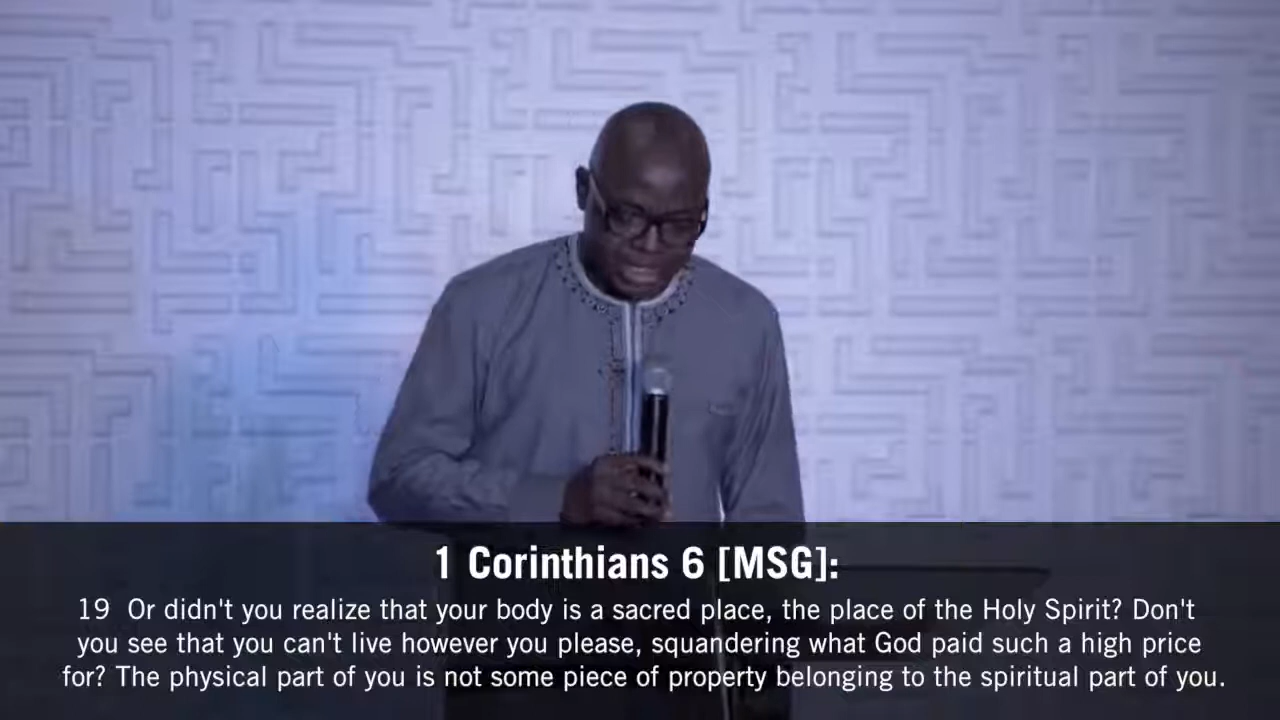 1 Corinthians 6 [MSG]:
19 Or didn't you realize that your body is a sacred place, the place of the Holy Spirit? Don't
you see that you can't live however you please, squandering what God paid such a high price
for? The physical part of you is not some piece of property belonging to the spiritual part of you.